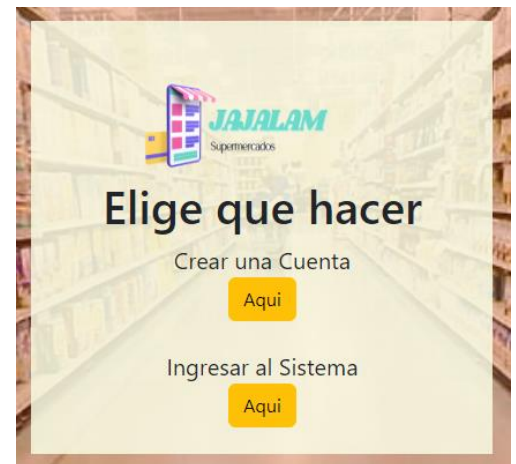 JAJALAM
Supermercados
Elige que hacer
Crear una Cuenta
Aqui
Ingresar al Sistema
Aqui